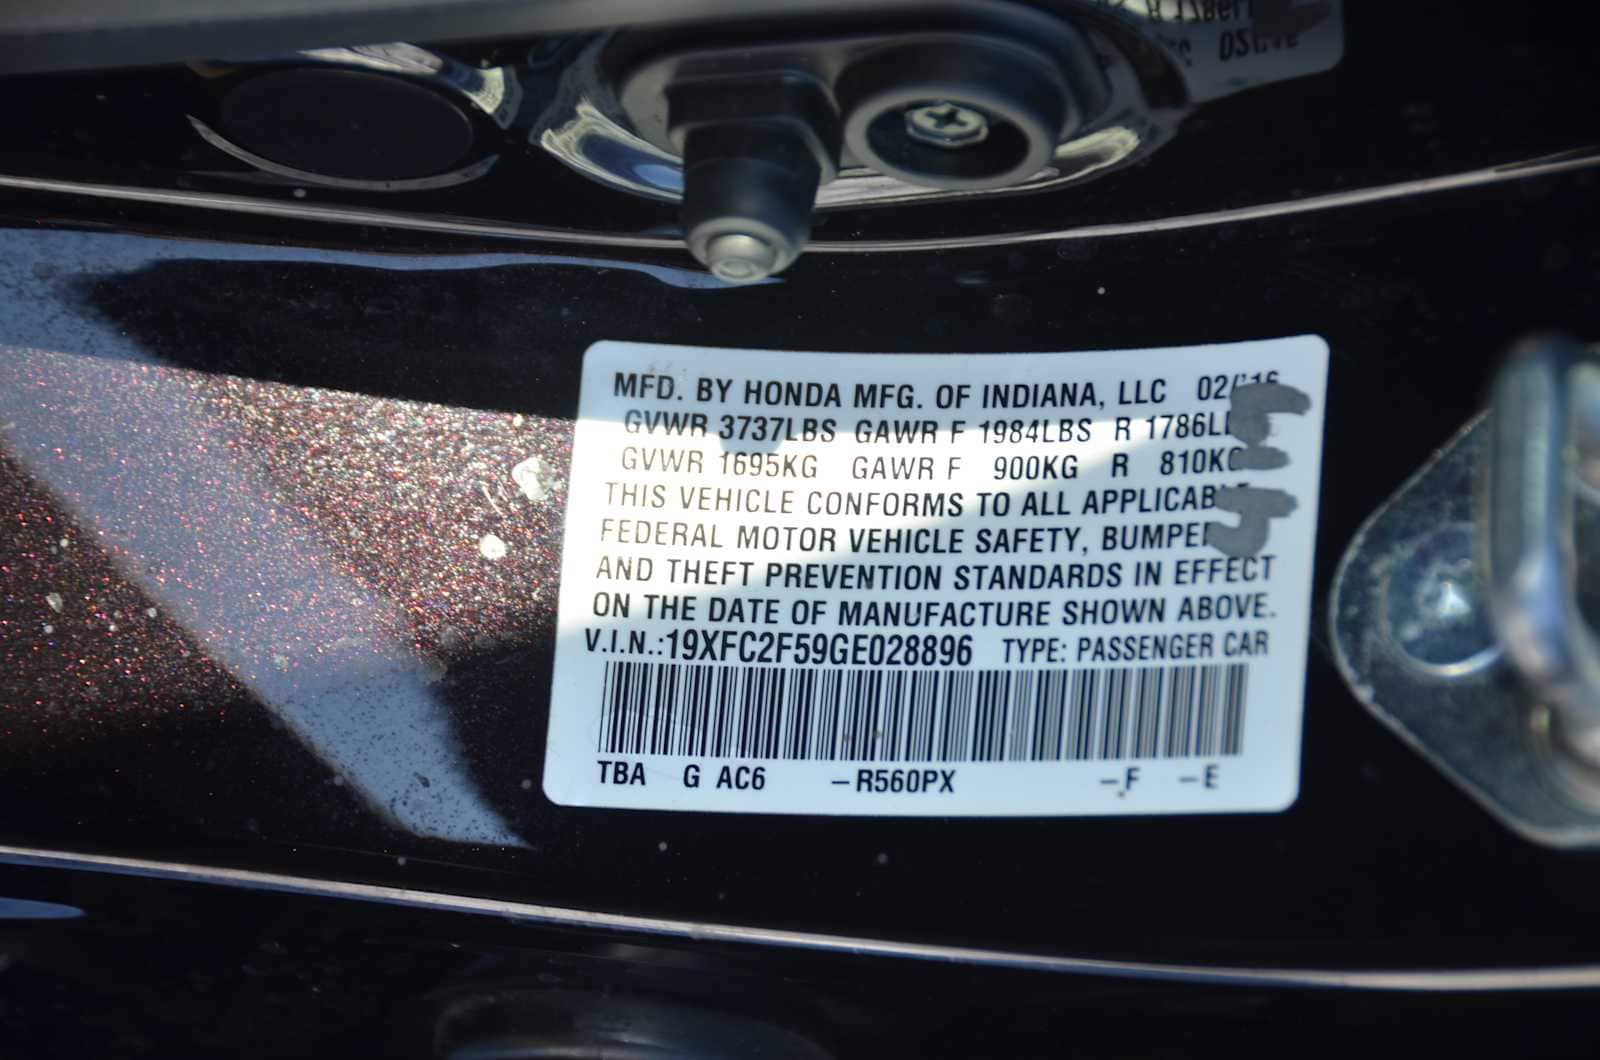 MFD. BY HONDA MFG. OF INDIANA, LLC 02/16
GVWR 3737LBS GAWR F 1984LBS R 1786LB
GVWR 1695KG GAWR F 900KG R 810KG
THIS VEHICLE CONFORMS TO ALL APPLICABLE
FEDERAL MOTOR VEHICLE SAFETY, BUMPER
AND THEFT PREVENTION STANDARDS IN EFFECT
ON THE DATE OF MANUFACTURE SHOWN ABOVE.
V.I.N.:19XFC2F59GE028896 TYPE: PASSENGER CAR
TBA G AC6 –R560PX –F –E